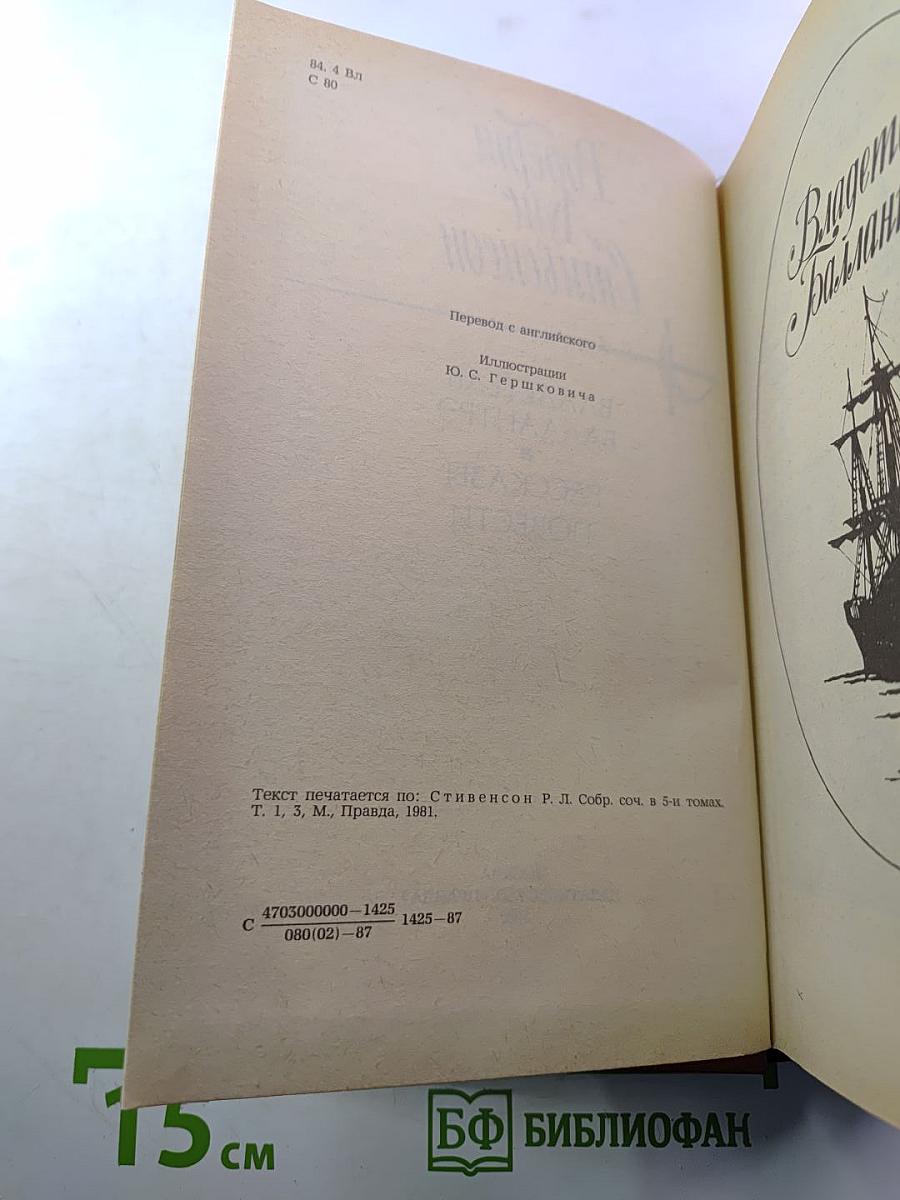 84. 4 Вл
С 80
Перевод с английского
Иллюстрации
Ю. С. Гершковича
Текст печатается по: Стивенсон Р. Л. Собр. соч. в 5-и томах.
Т. 1, 3, М., Правда, 1981.
С 4703000000—1425 1425—87
080(02)—87
15 см
БФ БИБЛИОФАН